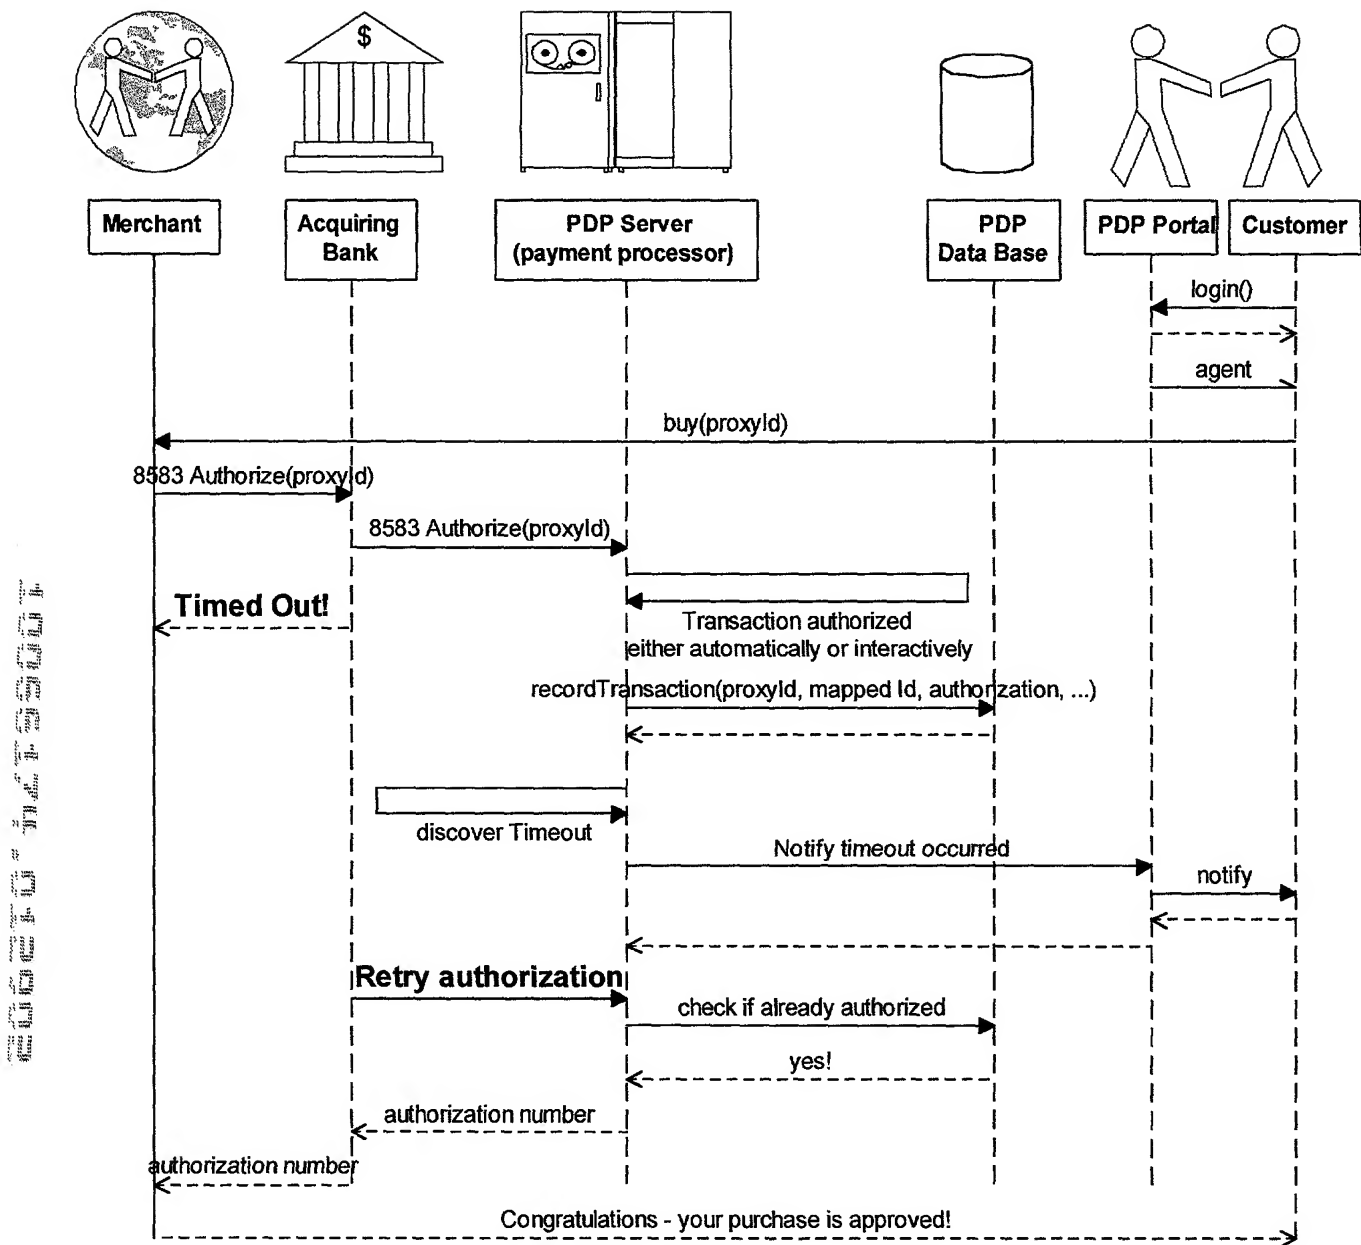 $
Merchant
Acquiring
Bank
PDP Server
(payment processor)
PDP
Data Base
PDP Portal
Customer
login()
agent
buy(proxyId)
8583 Authorize(proxyId)
8583 Authorize(proxyId)
Timed Out!
Transaction authorized
either automatically or interactively
recordTransaction(proxyId, mapped Id, authorization, ...)
discover Timeout
Notify timeout occurred
notify
Retry authorization
check if already authorized
yes!
authorization number
authorization number
Congratulations - your purchase is approved!